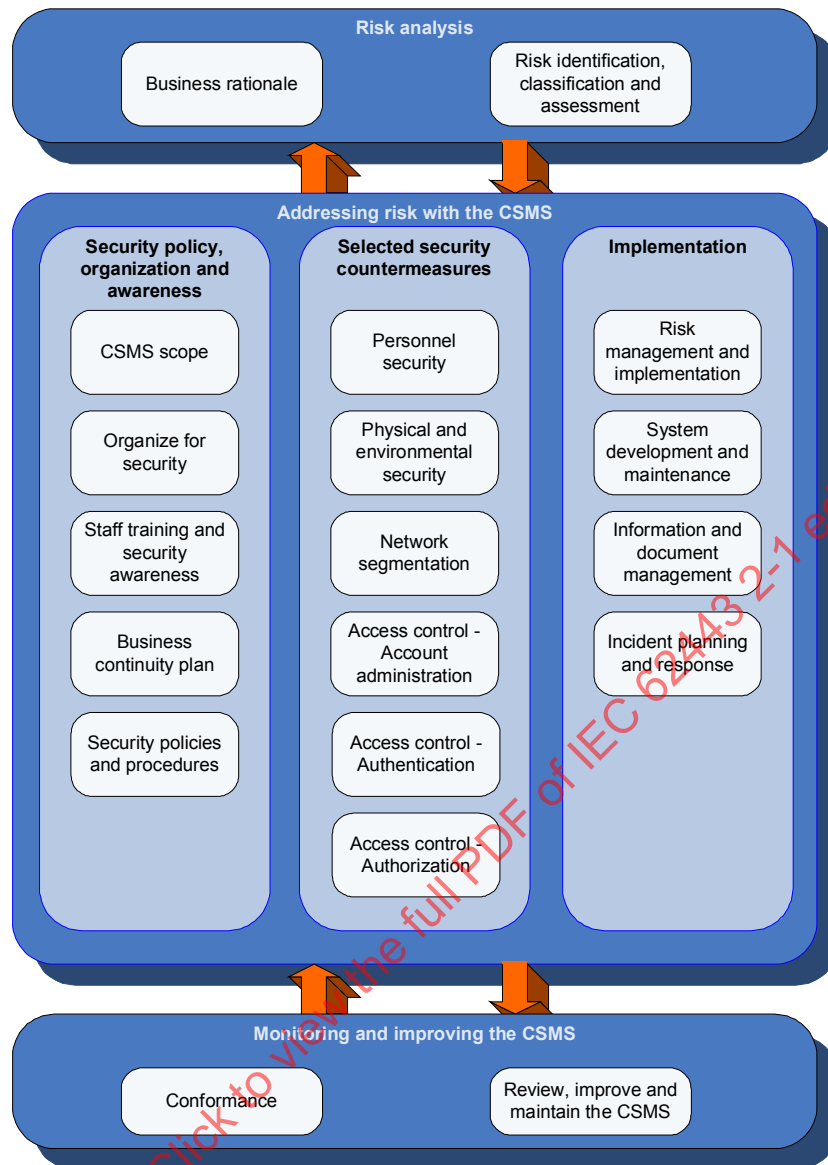 Risk analysis
Business rationale
Risk identification,
classification and
assessment
Addressing risk with the CSMS
Security policy,
organization and
awareness
CSMS scope
Organize for
security
Staff training and
security
awareness
Business
continuity plan
Security policies
and procedures
Selected security
countermeasures
Personnel
security
Physical and
environmental
security
Network
segmentation
Access control -
Account
administration
Access control -
Authentication
Access control -
Authorization
Implementation
Risk
management and
implementation
System
development and
maintenance
Information and
document
management
Incident planning
and response
Monitoring and improving the CSMS
Conformance
Review, improve and
maintain the CSMS
Click to view the full PDF of IEC 62443 2-1